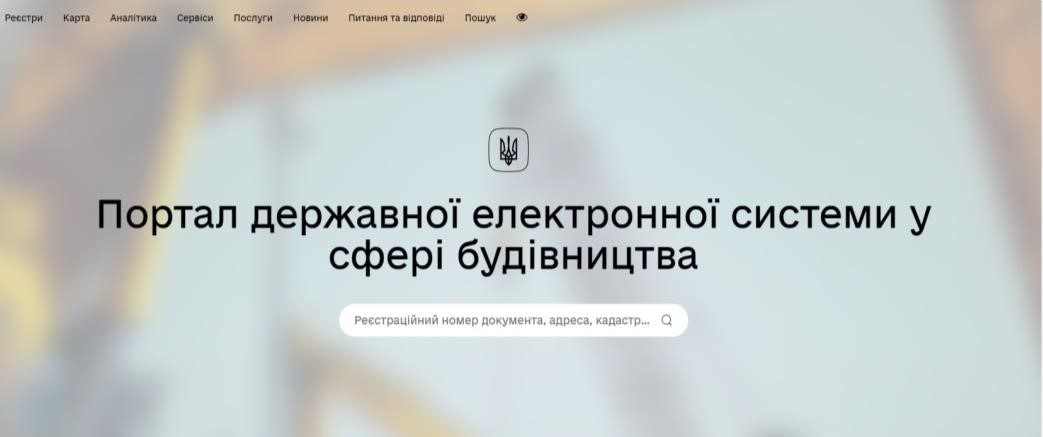 Реєстри Карта Аналітика Сервіси Послуги Новини Питання та відповіді Пошук
Портал державної електронної системи у
сфері будівництва
Реєстраційний номер документа, адреса, кадастр...